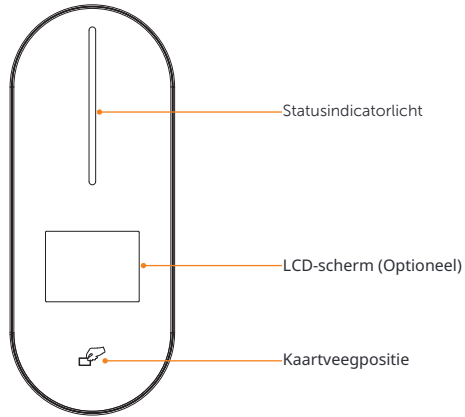 Statusindicatorlicht
LCD-scherm (Optioneel)
Kaartveegpositie